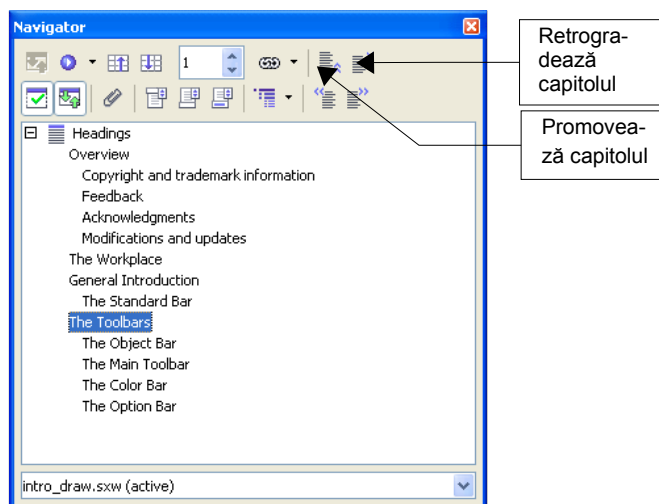 Navigator
1
Headings
Overview
Copyright and trademark information
Feedback
Acknowledgments
Modifications and updates
The Workplace
General Introduction
The Standard Bar
The Toolbars
The Object Bar
The Main Toolbar
The Color Bar
The Option Bar
intro_draw.sxw (active)
Retrogra-
dează
capitolul
Promovea-
ză capitolul